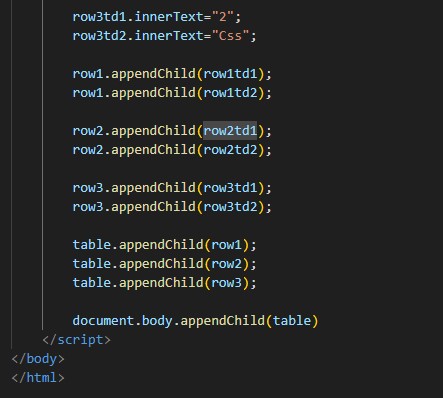 row3td1.innerText="2";
row3td2.innerText="Css";
row1.appendChild(row1td1);
row1.appendChild(row1td2);
row2.appendChild(row2td1);
row2.appendChild(row2td2);
row3.appendChild(row3td1);
row3.appendChild(row3td2);
table.appendChild(row1);
table.appendChild(row2);
table.appendChild(row3);
document.body.appendChild(table)
</script>
</body>
</html>